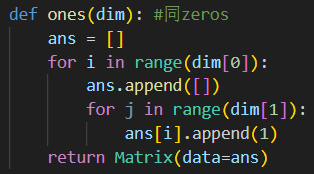 def ones(dim): #同zeros
    ans = []
    for i in range(dim[0]):
        ans.append([])
        for j in range(dim[1]):
            ans[i].append(1)
    return Matrix(data=ans)